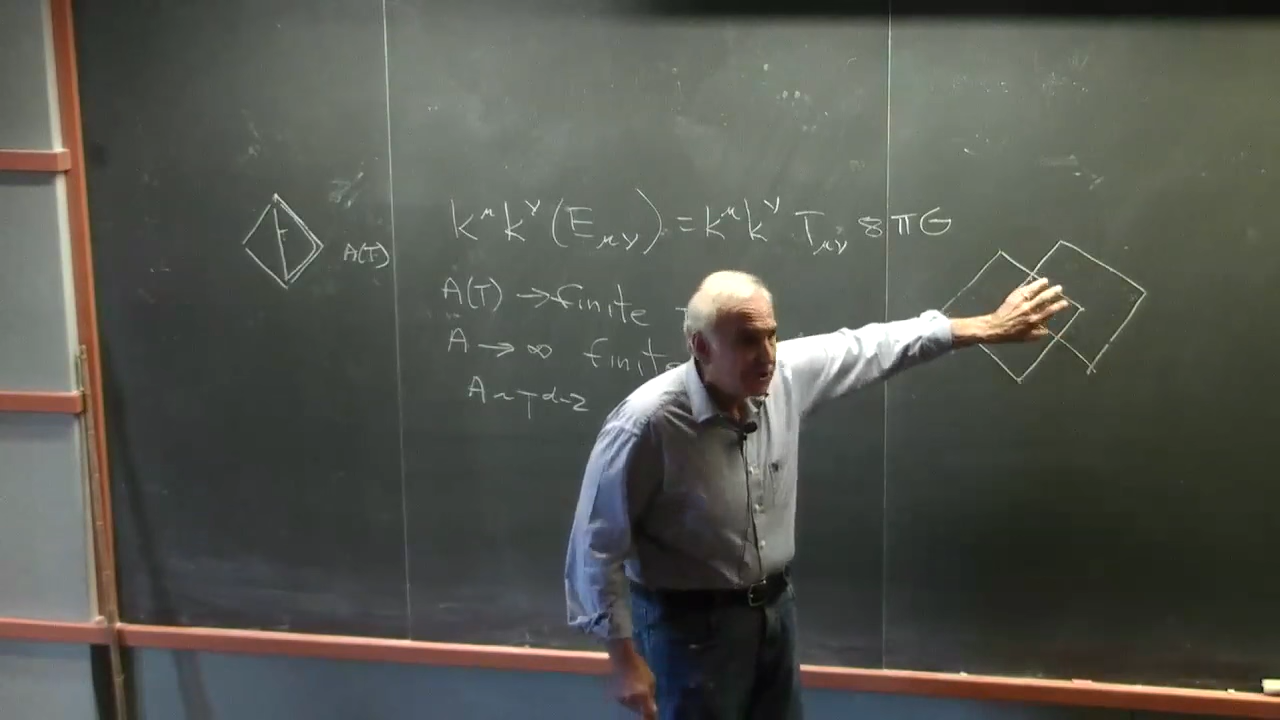 k^μ k^ν (E_μν) = k^μ k^ν T_μν 8πG
A(T)
A(T) → finite
A → ∞ finite
A ~ T^d-2